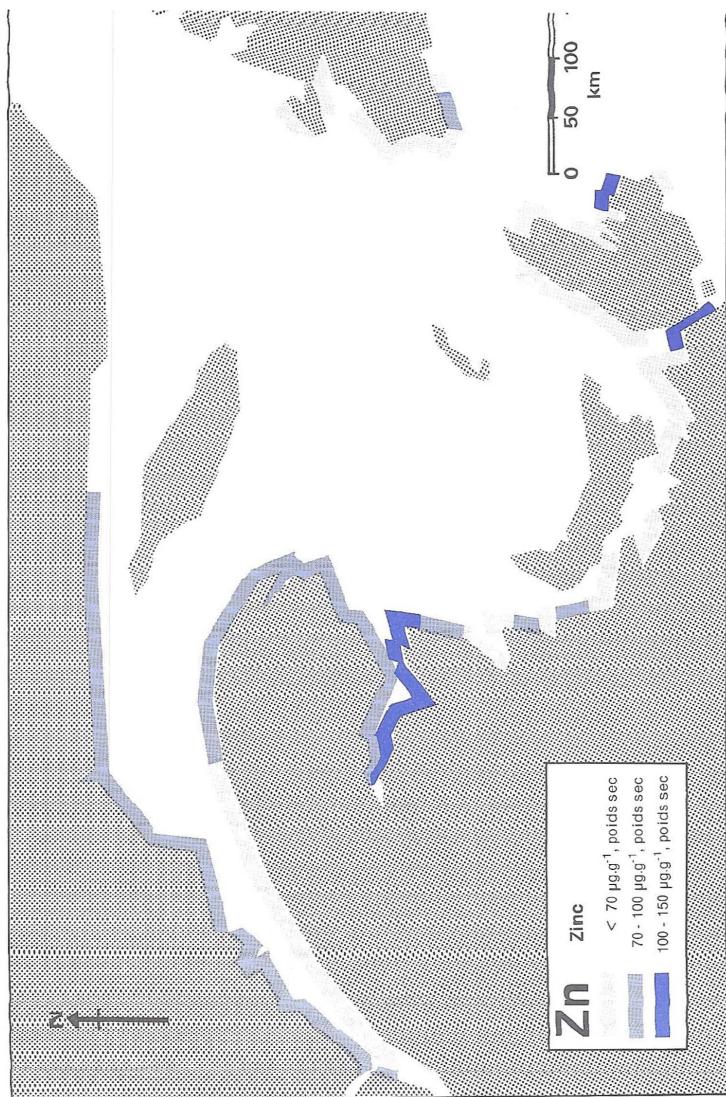 N
0 50 100
km
Zn Zinc
< 70 µg.g⁻¹, poids sec
70 - 100 µg.g⁻¹, poids sec
100 - 150 µg.g⁻¹, poids sec